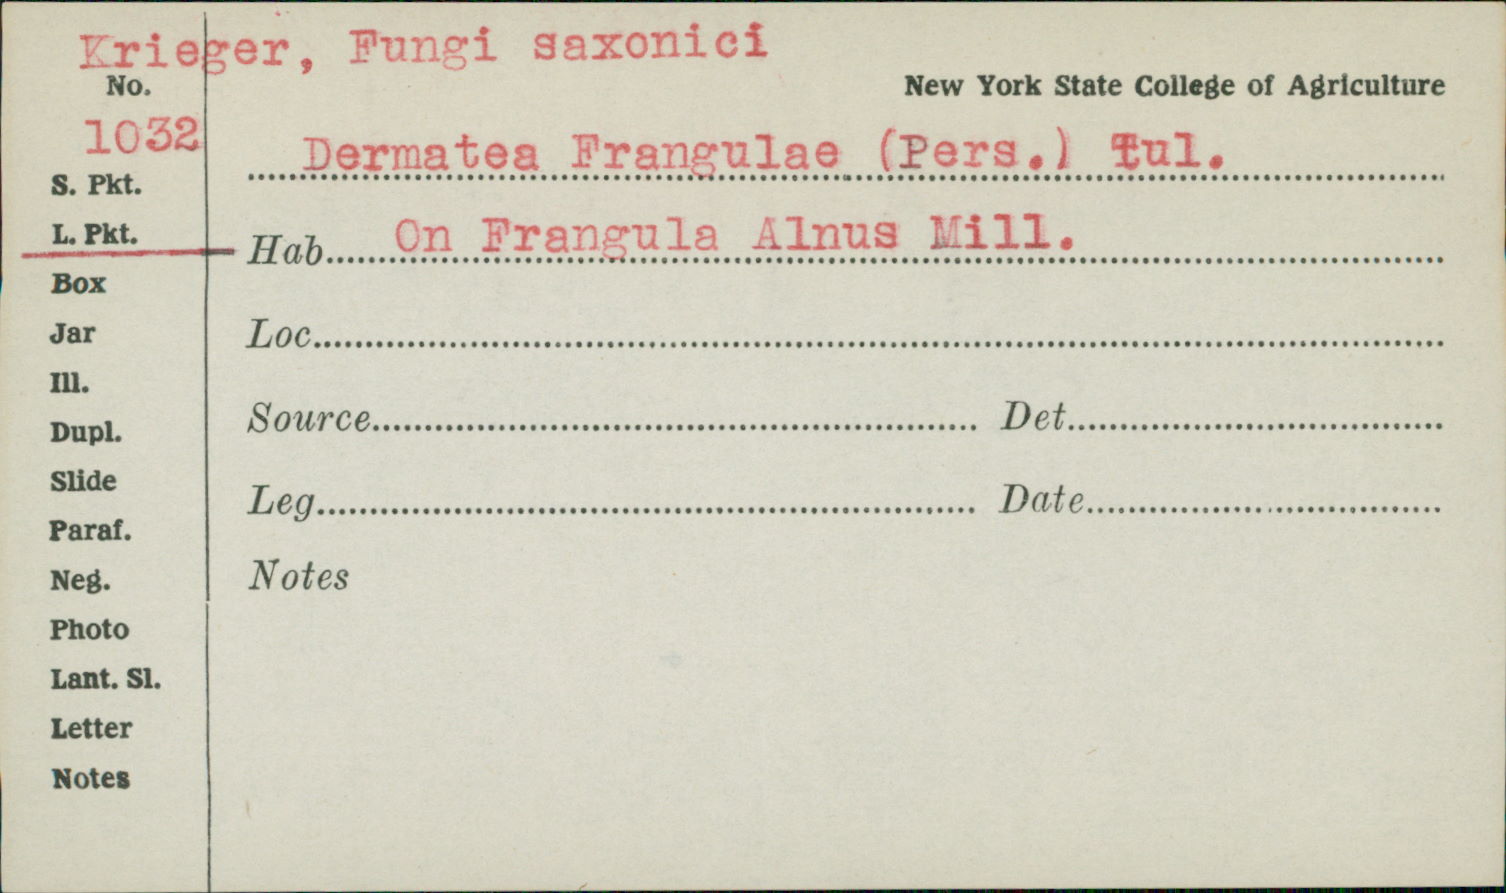 Krieger, Fungi saxonici
No.
New York State College of Agriculture
1032
Dermatea Frangulae (Pers.) Tul.
S. Pkt.
L. Pkt.
Hab. On Frangula Alnus Mill.
Box
Loc.
Jar
Ill.
Source Det.
Dupl.
Slide
Leg. Date
Paraf.
Neg.
Notes
Photo
Lant. Sl.
Letter
Notes